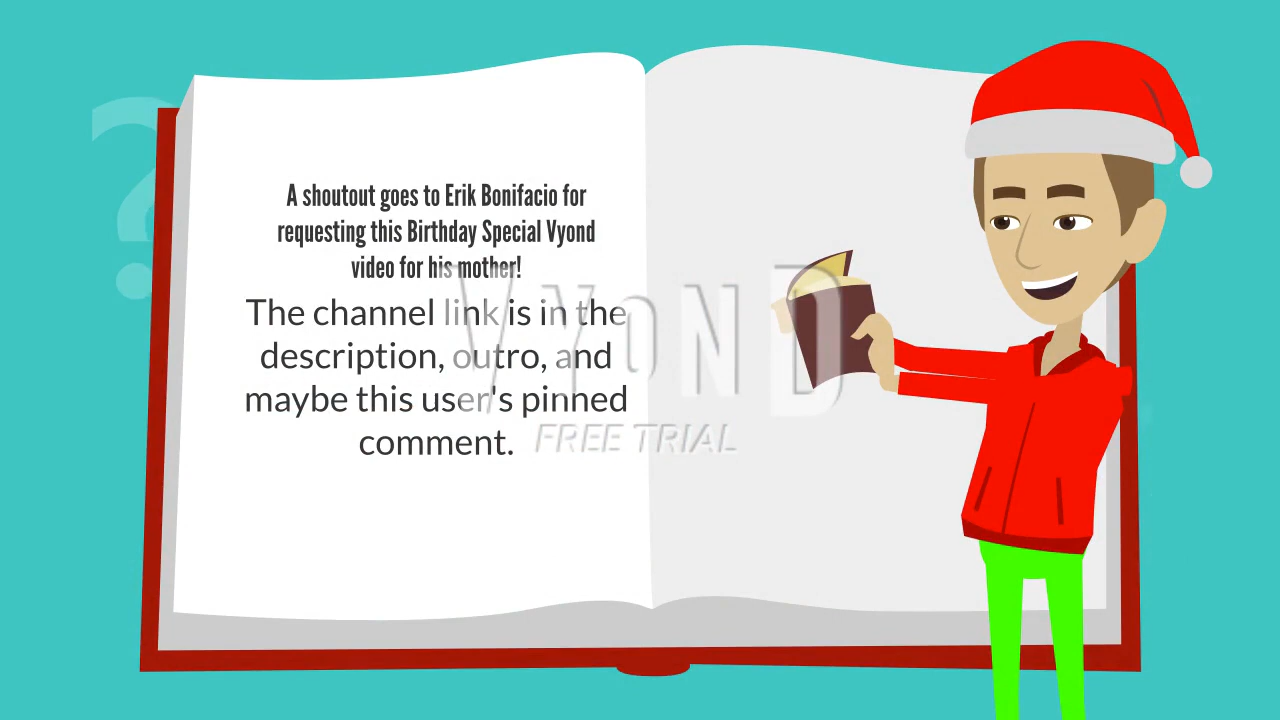 A shoutout goes to Erik Bonifacio for
requesting this Birthday Special Vyond
video for his mother!
The channel link is in the
description, outro, and
maybe this user's pinned
comment.
VYOND
FREE TRIAL
?